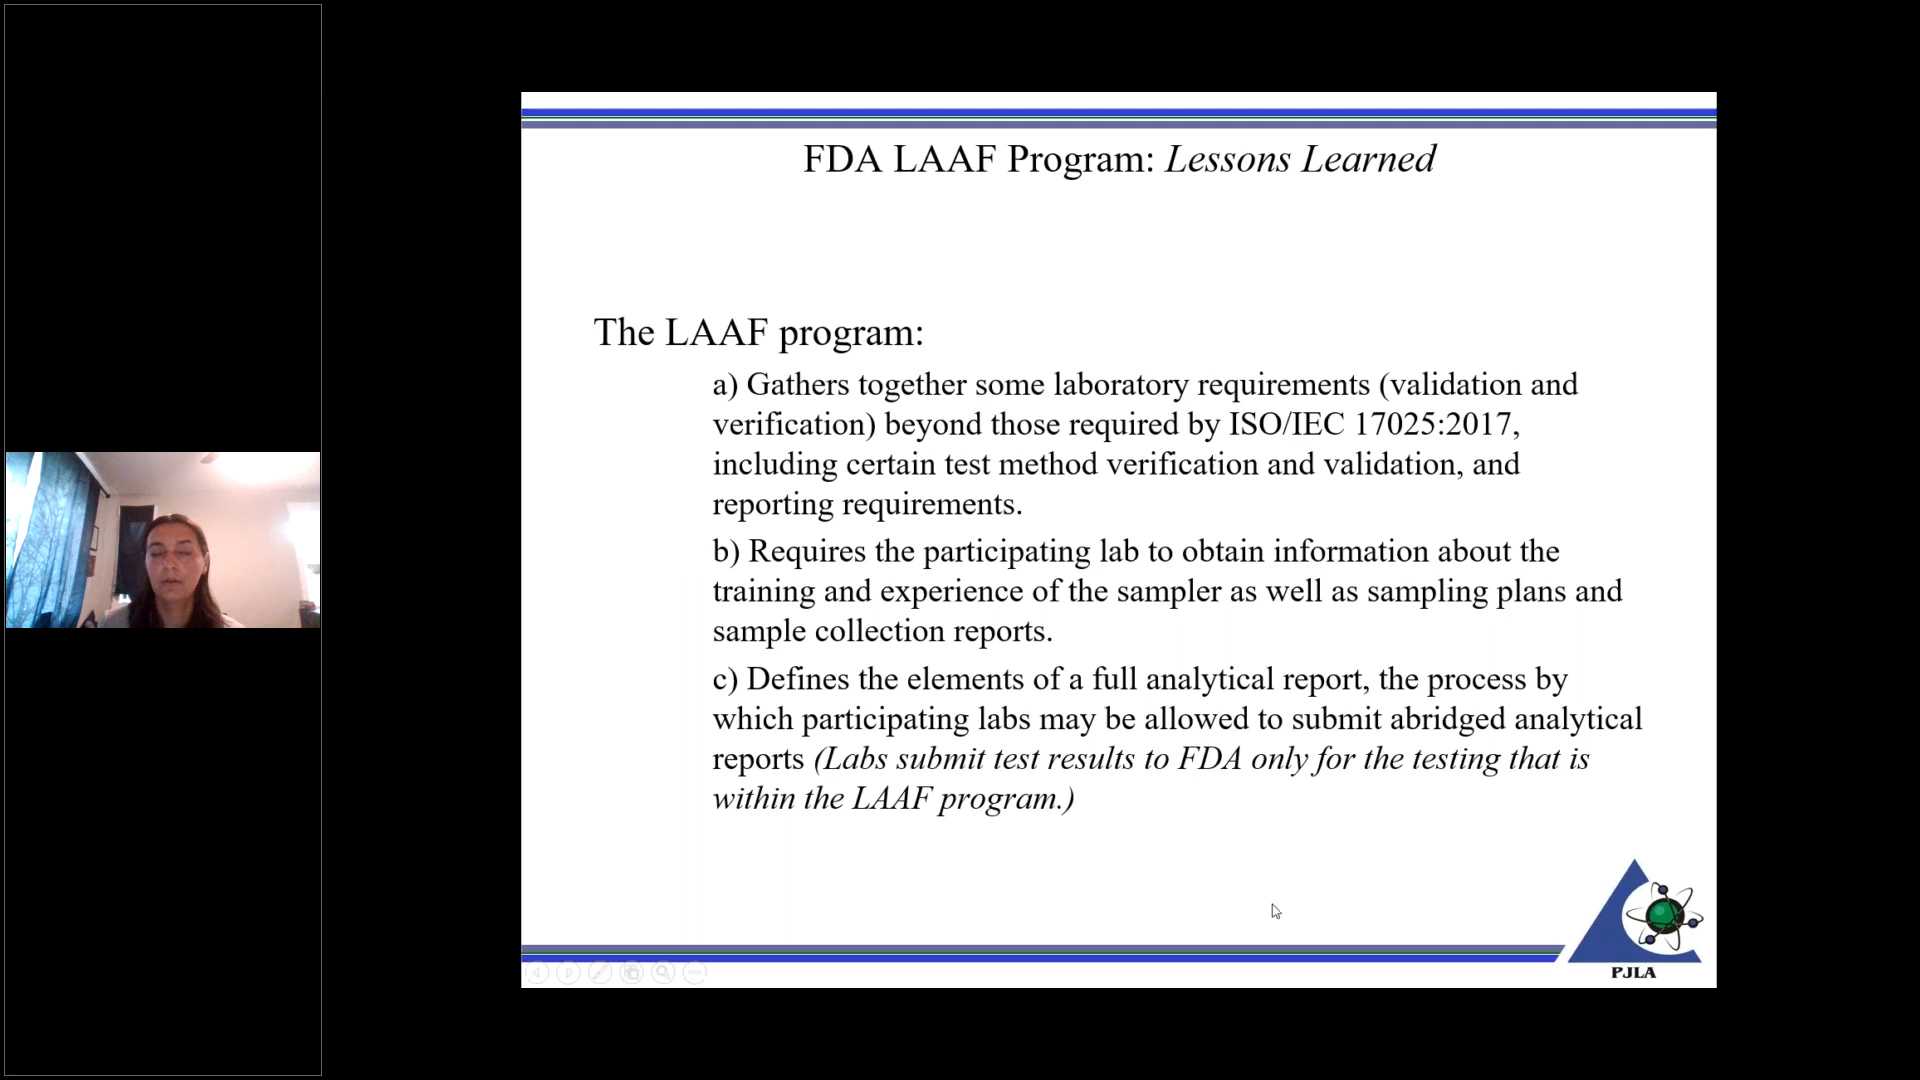 FDA LAAF Program: Lessons Learned
The LAAF program:
a) Gathers together some laboratory requirements (validation and
verification) beyond those required by ISO/IEC 17025:2017,
including certain test method verification and validation, and
reporting requirements.
b) Requires the participating lab to obtain information about the
training and experience of the sampler as well as sampling plans and
sample collection reports.
c) Defines the elements of a full analytical report, the process by
which participating labs may be allowed to submit abridged analytical
reports (Labs submit test results to FDA only for the testing that is
within the LAAF program.)
PJLA